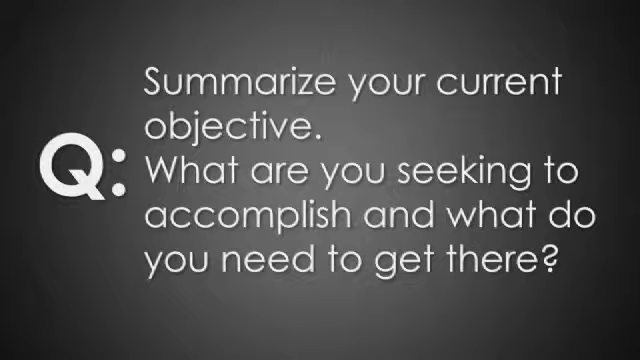 Q:
Summarize your current
objective.
What are you seeking to
accomplish and what do
you need to get there?